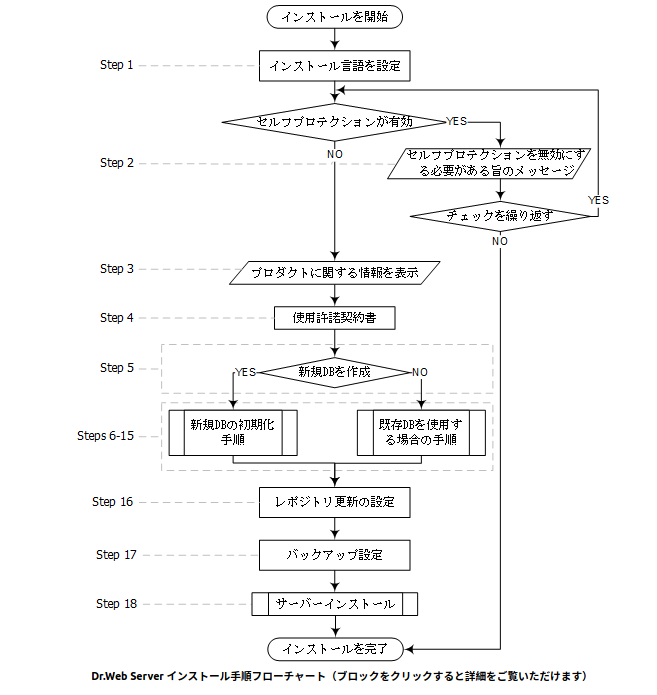 インストールを開始
Step 1
インストール言語を設定
セルフプロテクションが有効
YES
NO
Step 2
セルフプロテクションを無効にす
る必要がある旨のメッセージ
YES
チェックを繰り返す
NO
Step 3
プロダクトに関する情報を表示
Step 4
使用許諾契約書
Step 5
YES
新規DBを作成
NO
Steps 6-15
新規DBの初期化
手順
既存DBを使用す
る場合の手順
Step 16
レポジトリ更新の設定
Step 17
バックアップ設定
Step 18
サーバーインストール
インストールを完了
Dr.Web Server インストール手順フローチャート（ブロックをクリックすると詳細をご覧いただけます）